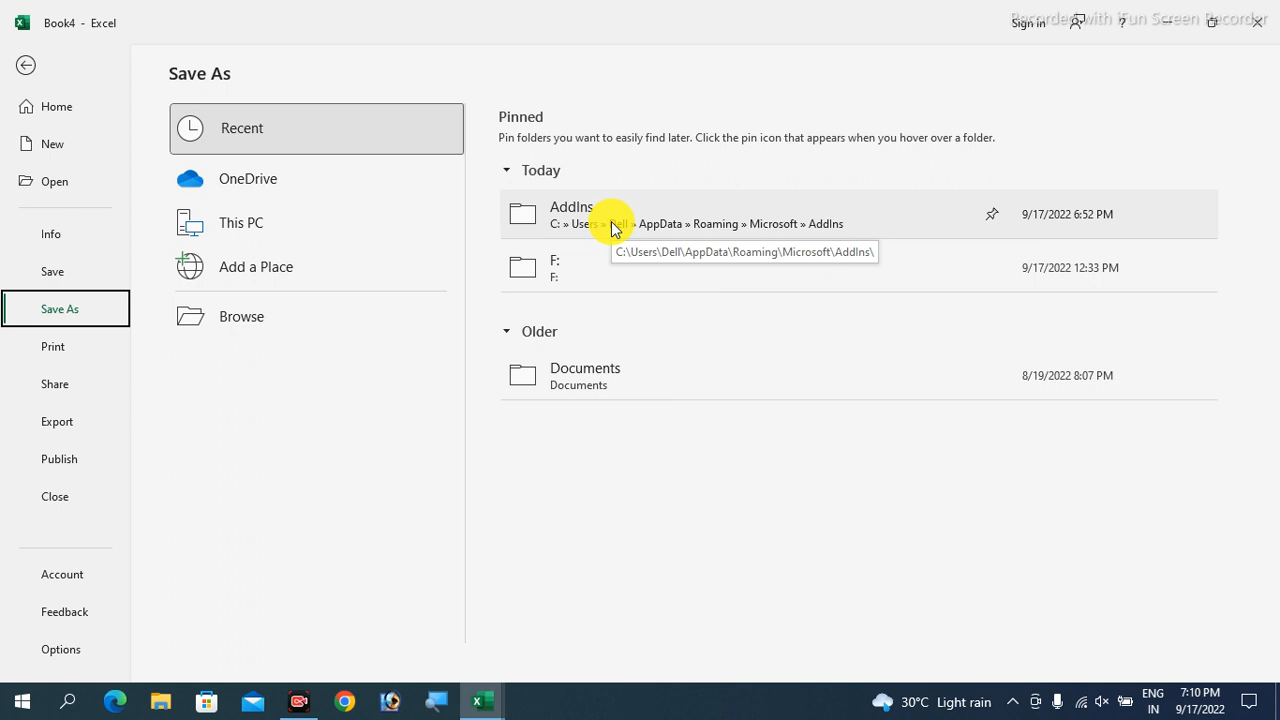 Book4 - Excel
Recorded with iFun Screen Recorder
Sign in
?
Save As
Home
New
Open
Info
Save
Save As
Print
Share
Export
Publish
Close
Account
Feedback
Options
Recent
OneDrive
This PC
Add a Place
Browse
Pinned
Pin folders you want to easily find later. Click the pin icon that appears when you hover over a folder.
Today
AddIns
C: » Users » Dell » AppData » Roaming » Microsoft » AddIns
9/17/2022 6:52 PM
C:\Users\Dell\AppData\Roaming\Microsoft\AddIns\
F:
F:
9/17/2022 12:33 PM
Older
Documents
Documents
8/19/2022 8:07 PM
30°C Light rain
ENG
IN
7:10 PM
9/17/2022